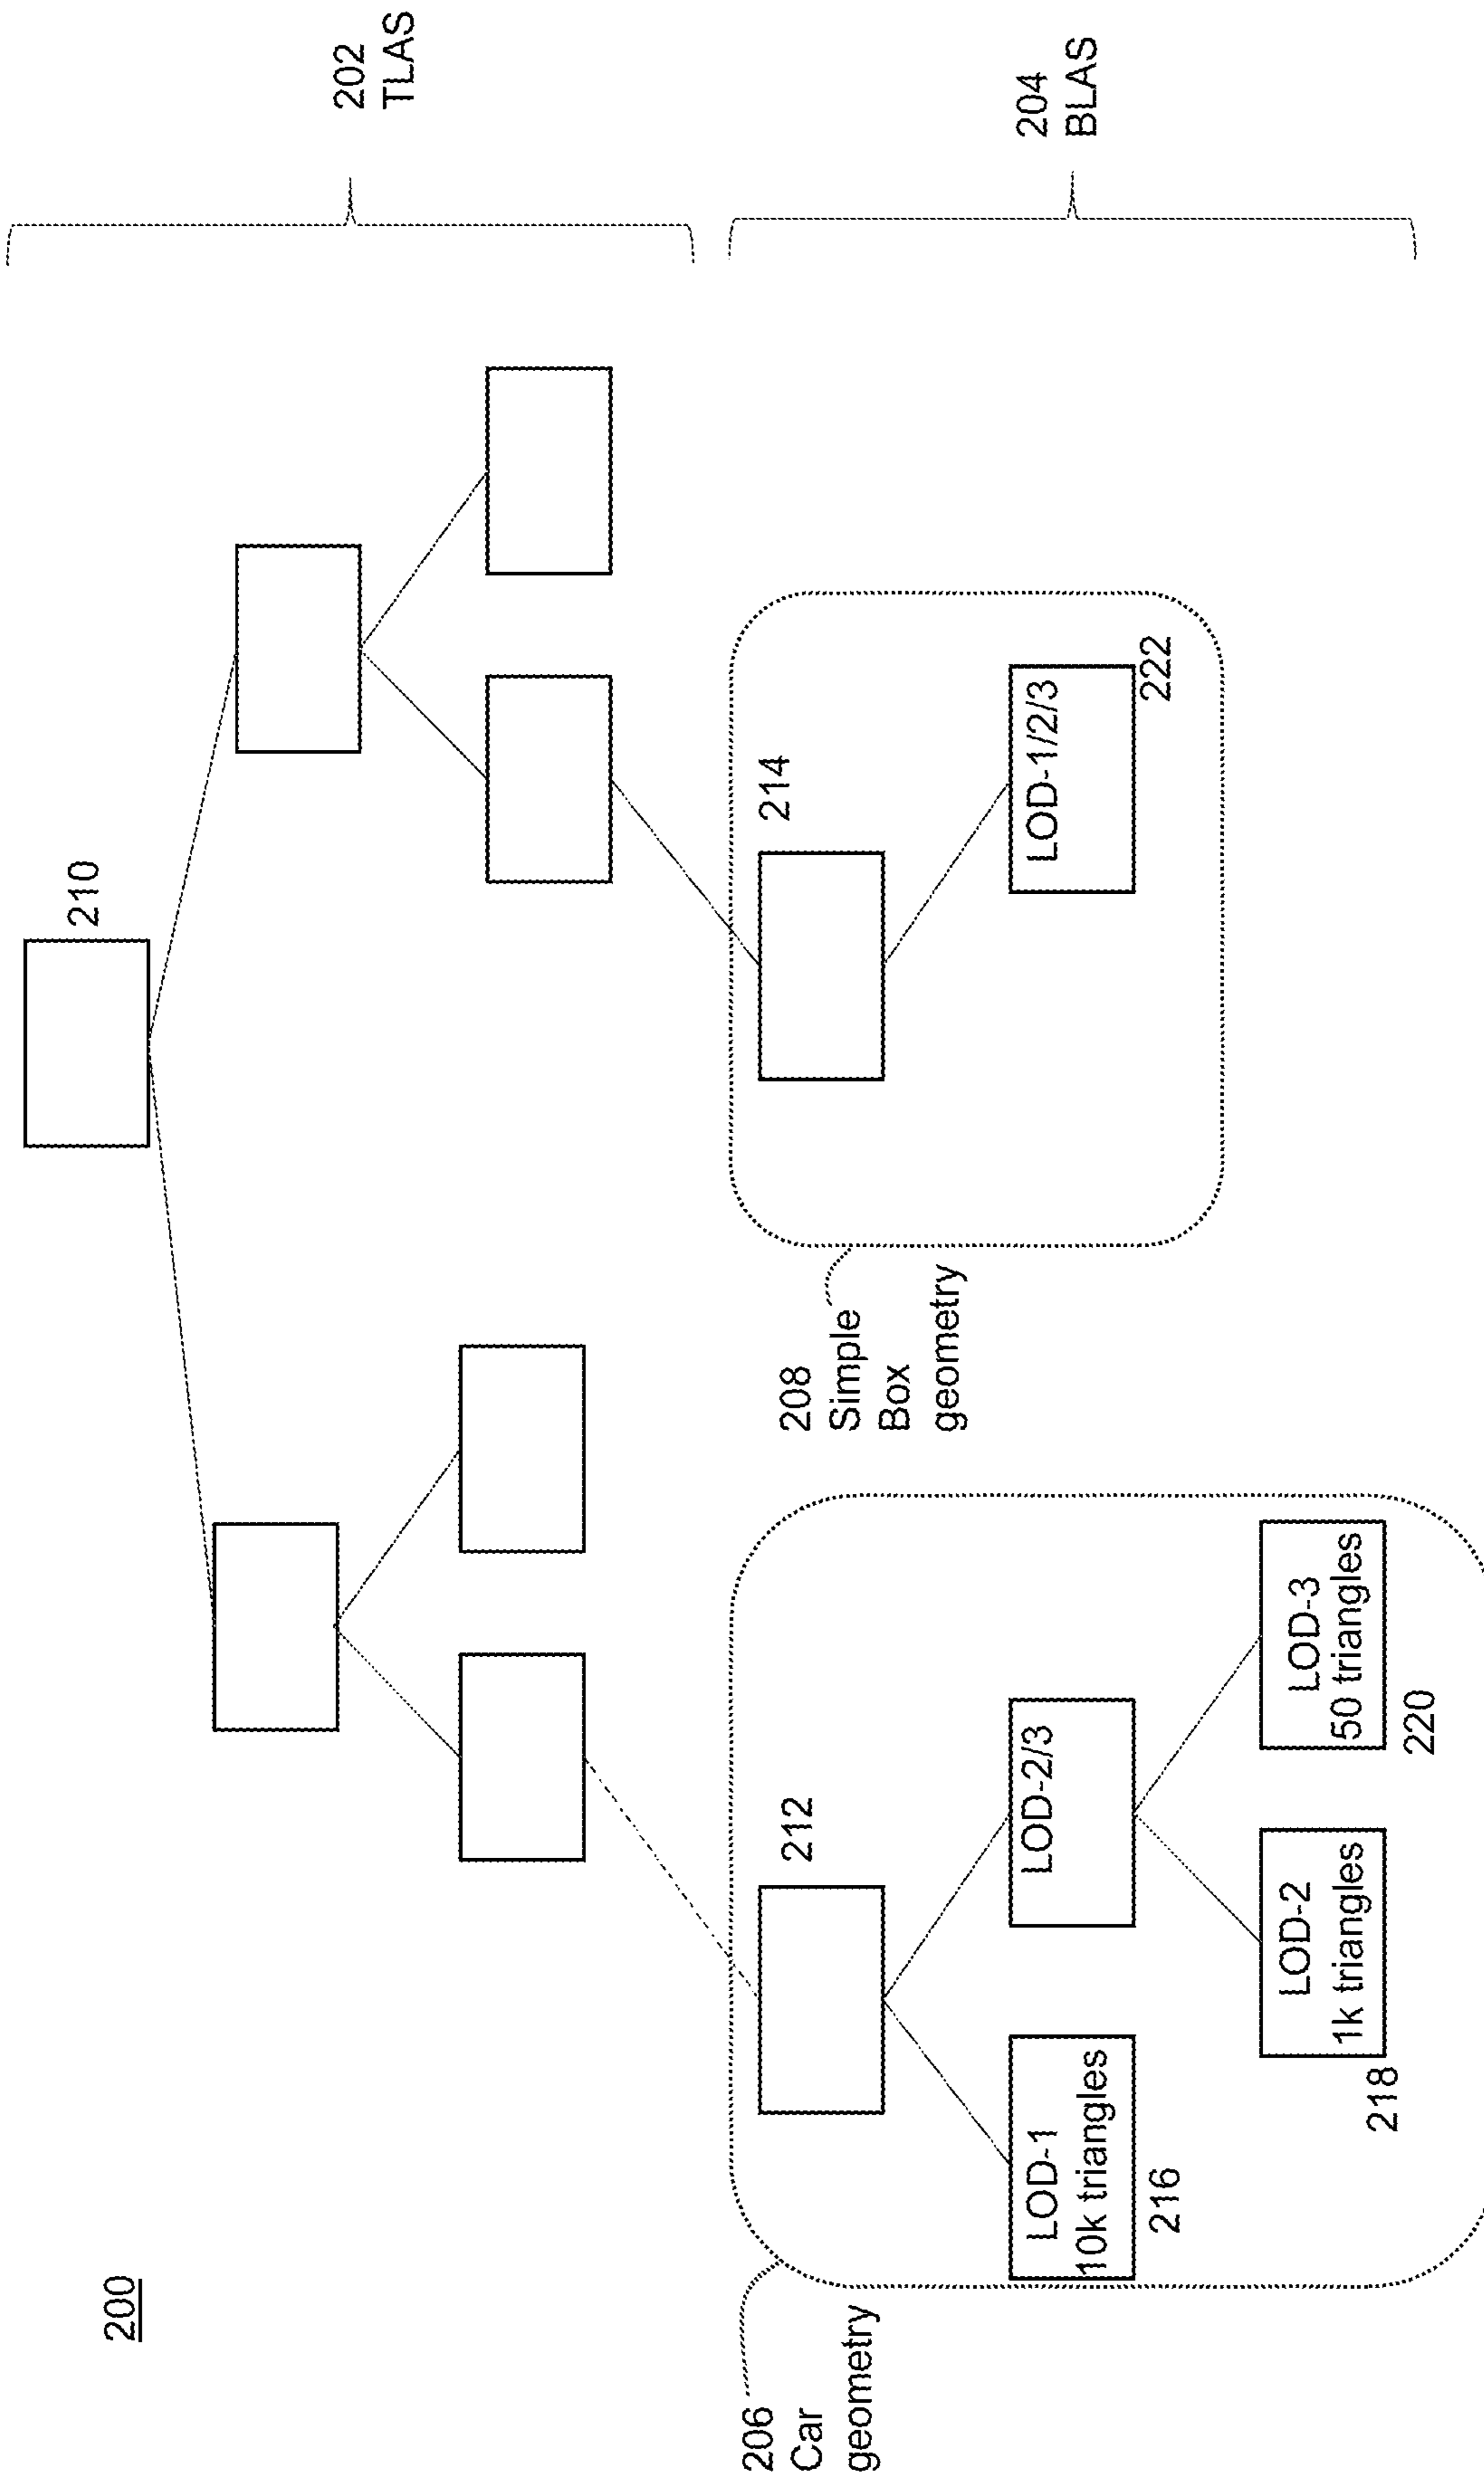 200
210
202
TLAS
204
BLAS
206
Car
geometry
212
LOD-1
10k triangles
216
LOD-2/3
LOD-2
1k triangles
218
LOD-3
50 triangles
220
208
Simple
Box
geometry
214
LOD-1/2/3
222